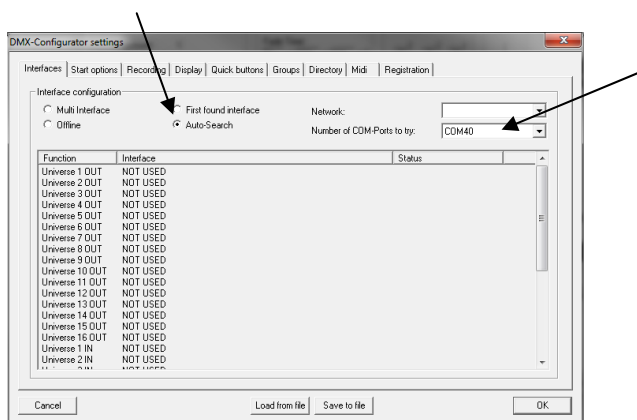 DMX-Configurator settings
Interfaces Start options Recording Display Quick buttons Groups Directory Midi Registration
Interface configuration
Multi Interface First found interface Network:
Offline Auto-Search Number of COM-Ports to try: COM40
Function Interface Status
Universe 1 OUT NOT USED
Universe 2 OUT NOT USED
Universe 3 OUT NOT USED
Universe 4 OUT NOT USED
Universe 5 OUT NOT USED
Universe 6 OUT NOT USED
Universe 7 OUT NOT USED
Universe 8 OUT NOT USED
Universe 9 OUT NOT USED
Universe 10 OUT NOT USED
Universe 11 OUT NOT USED
Universe 12 OUT NOT USED
Universe 13 OUT NOT USED
Universe 14 OUT NOT USED
Universe 15 OUT NOT USED
Universe 16 OUT NOT USED
Universe 1 IN NOT USED
Universe 2 IN NOT USED
Cancel Load from file Save to file OK